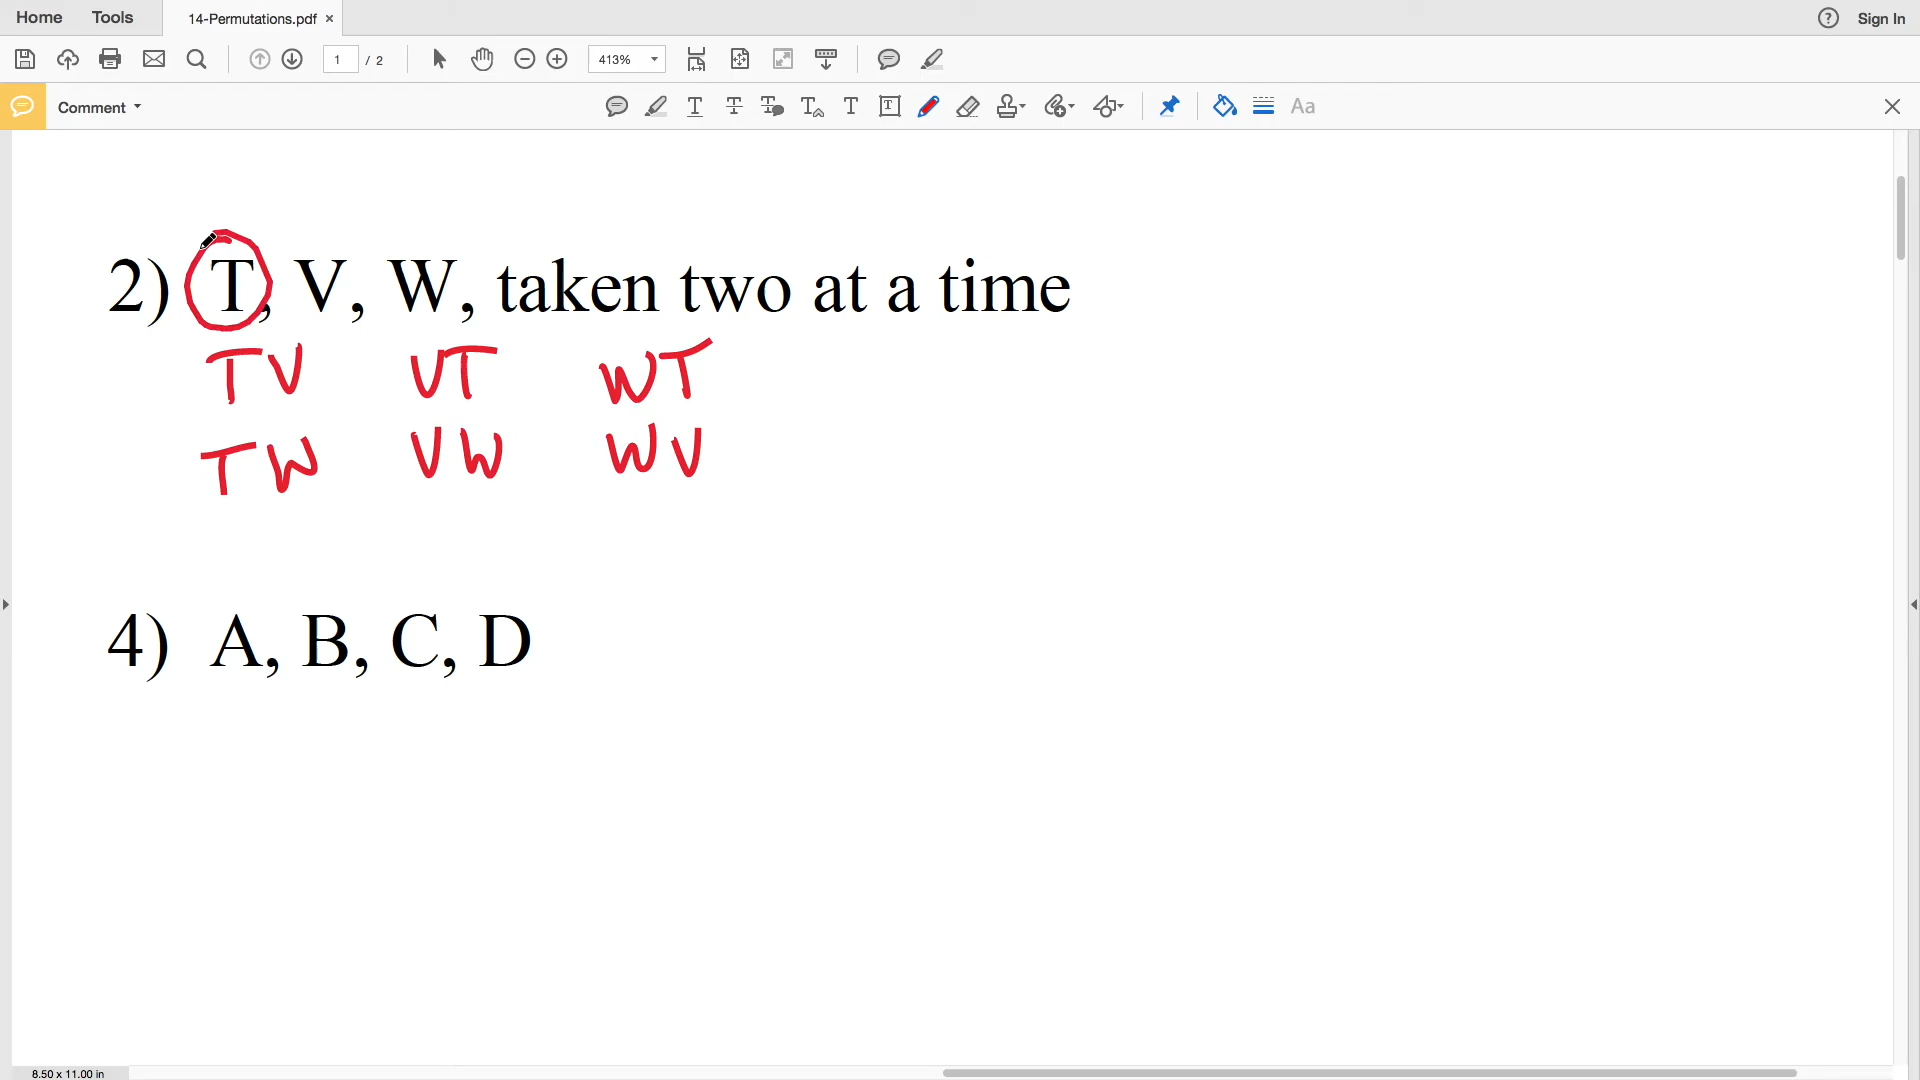 Home Tools 14-Permutations.pdf × ? Sign In
1 / 2 413%
Comment T T T T T T Aa
2) T, V, W, taken two at a time
TV VT WT
TW VW WV
4) A, B, C, D
8.50 x 11.00 in